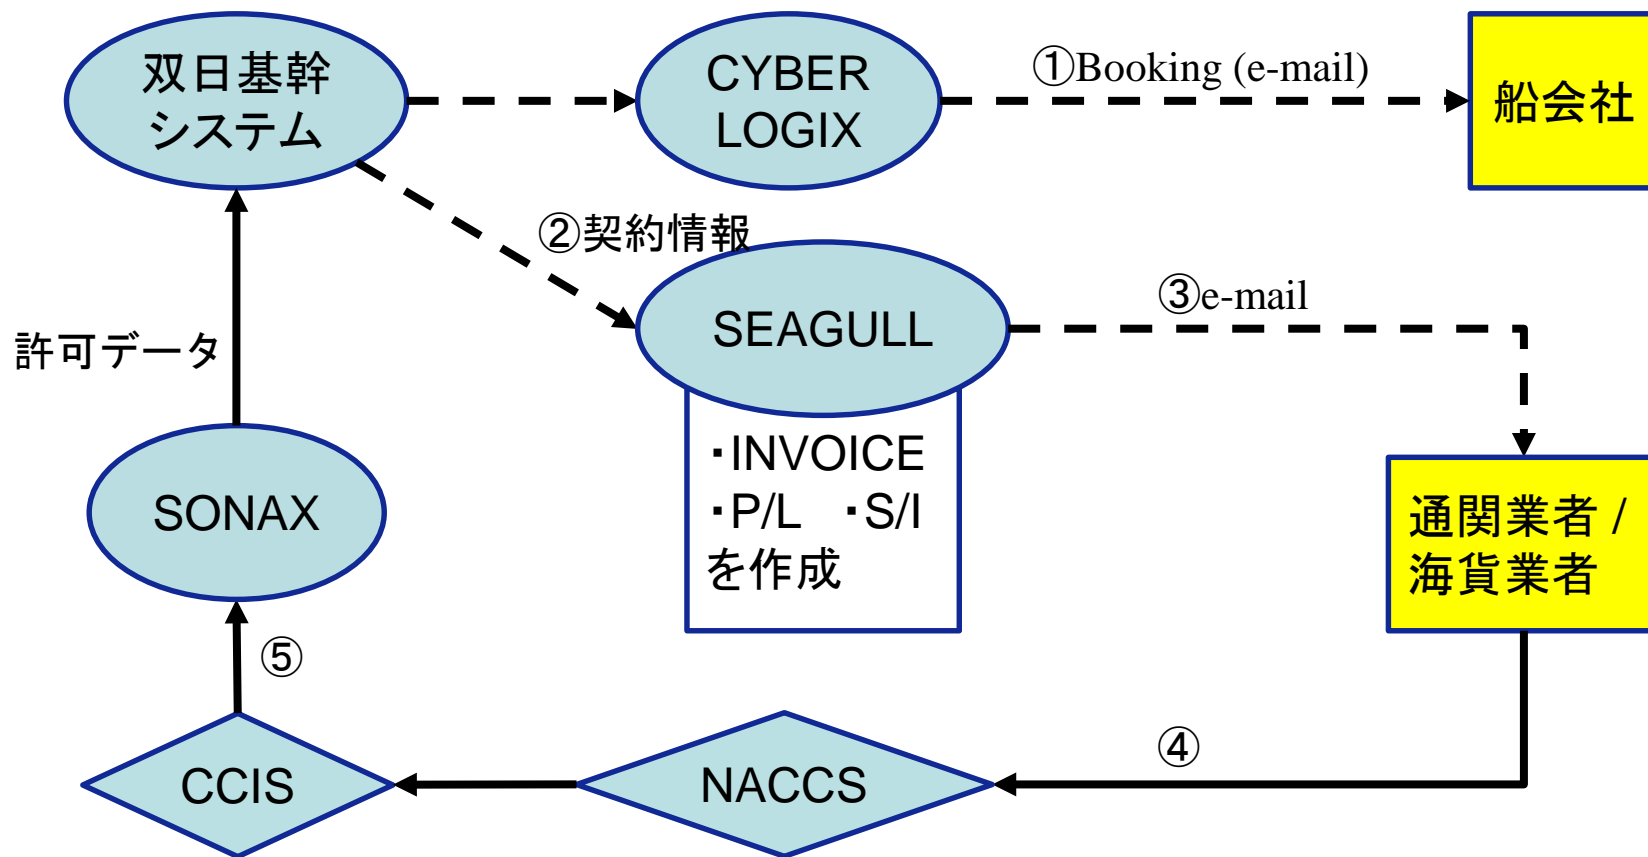 双日基幹
システム
CYBER
LOGIX
①Booking (e-mail)
船会社
②契約情報
SEAGULL
③e-mail
許可データ
・INVOICE
・P/L ・S/I
を作成
SONAX
通関業者 /
海貨業者
⑤
④
CCIS
NACCS